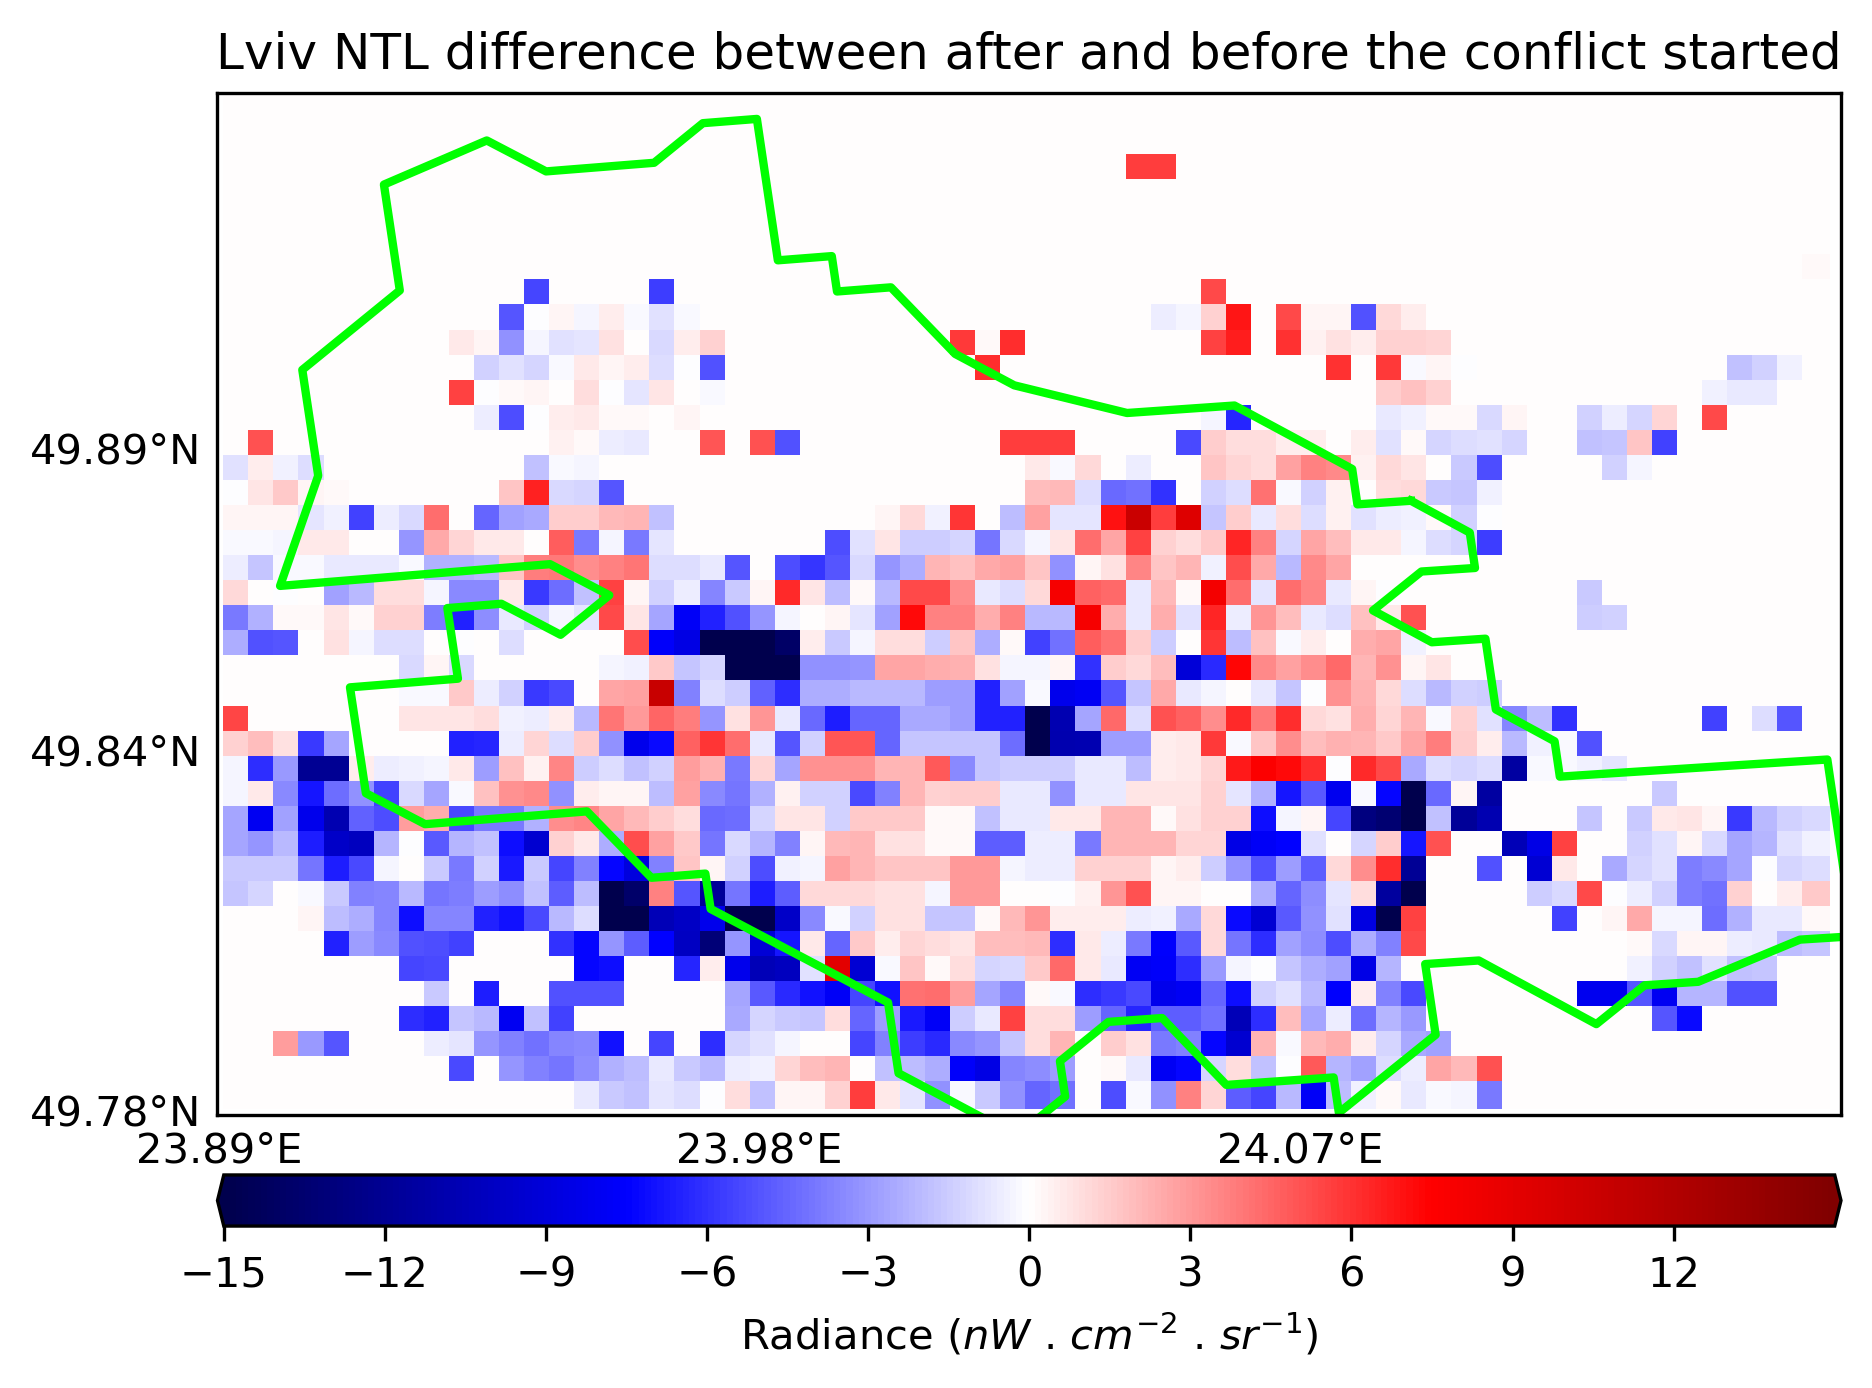 Lviv NTL difference between after and before the conflict started
49.89°N
49.84°N
49.78°N
23.89°E 23.98°E 24.07°E
−15 −12 −9 −6 −3 0 3 6 9 12
Radiance (nW . cm⁻² . sr⁻¹)